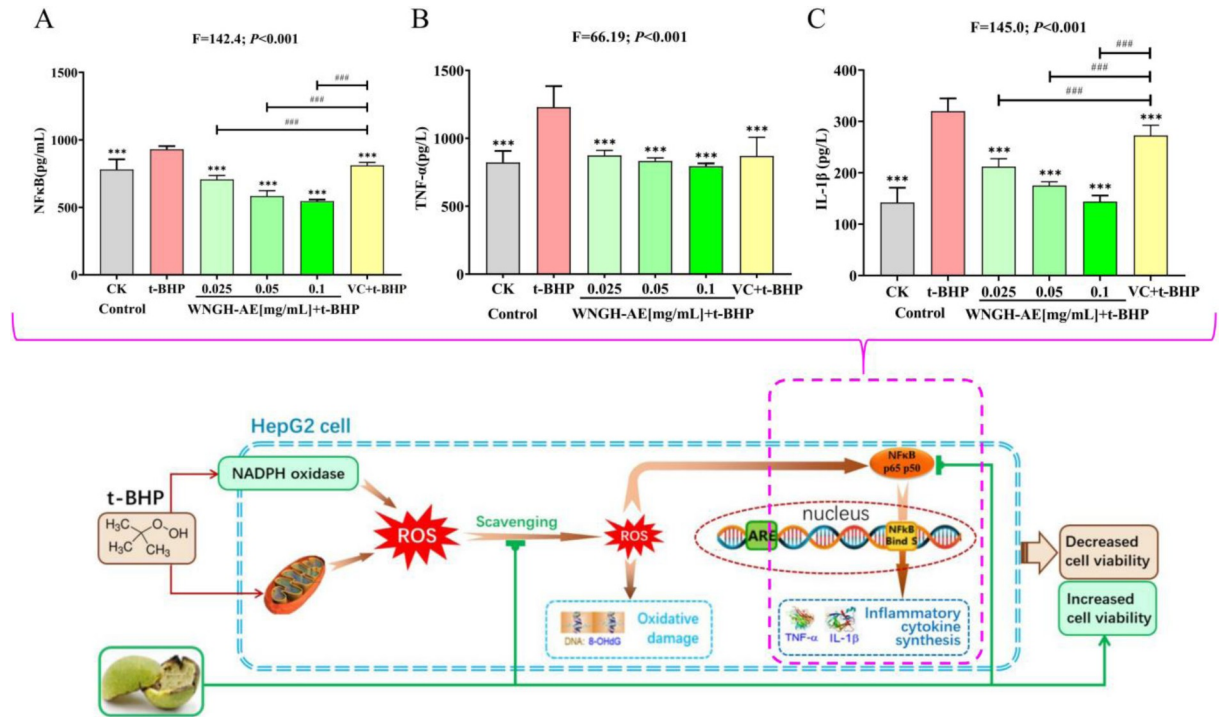 A
F=142.4; P<0.001
NFκB(pg/mL)
1500
1000
500
0
***
***
***
***
***
###
###
###
CK
t-BHP
0.025
0.05
0.1
VC+t-BHP
Control
WNGH-AE[mg/mL]+t-BHP
B
F=66.19; P<0.001
TNF-α(pg/L)
1500
1000
500
0
***
***
***
***
***
CK
t-BHP
0.025
0.05
0.1
VC+t-BHP
Control
WNGH-AE[mg/mL]+t-BHP
C
F=145.0; P<0.001
IL-1β (pg/L)
400
300
200
100
0
***
***
***
***
***
###
###
###
CK
t-BHP
0.025
0.05
0.1
VC+t-BHP
Control
WNGH-AE[mg/mL]+t-BHP
HepG2 cell
NADPH oxidase
t-BHP
H₃C
O
O
OH
H₃C
CH₃
ROS
Scavenging
ROS
NFκB
p65 p50
nucleus
ARE
NFkB
Bind S
Oxidative
damage
DNA: 8-OHdG
TNF-α
IL-1β
Inflammatory
cytokine
synthesis
Decreased
cell viability
Increased
cell viability